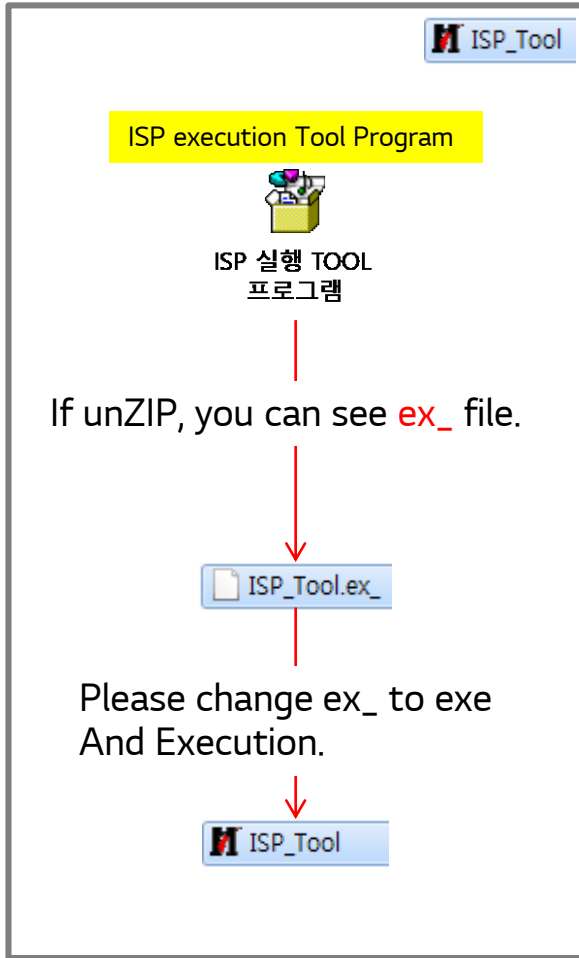 ISP_Tool
ISP execution Tool Program
ISP 실행 TOOL
프로그램
If unZIP, you can see ex_ file.
ISP_Tool.ex_
Please change ex_ to exe
And Execution.
ISP_Tool